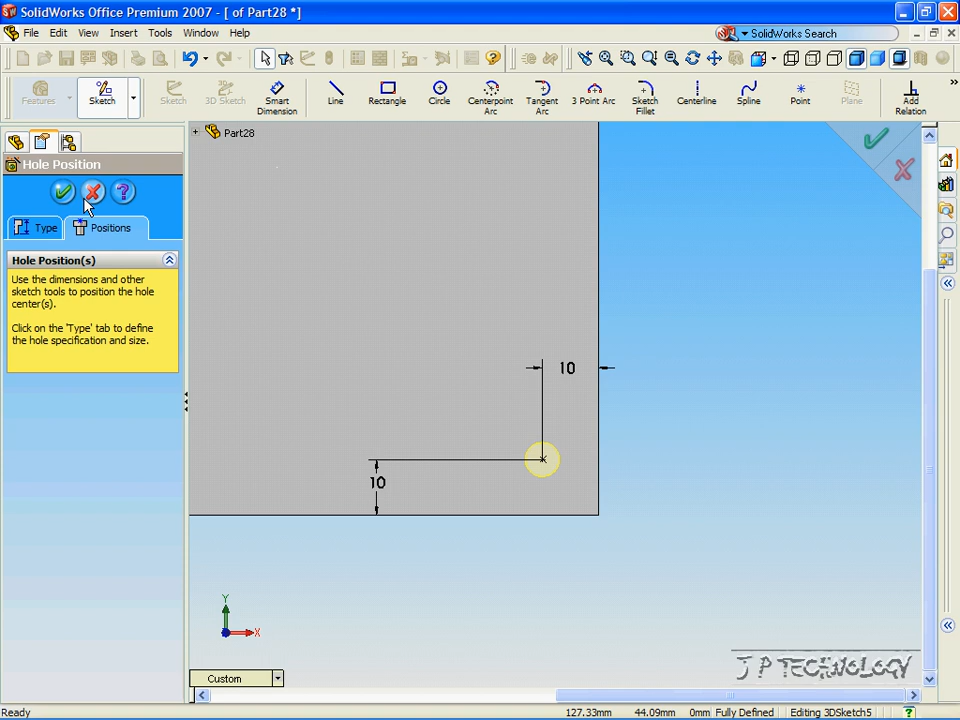 SolidWorks Office Premium 2007 - [ of Part28 *]
File Edit View Insert Tools Window Help
SolidWorks Search
Features Sketch Sketch 3D Sketch Smart Dimension Line Rectangle Circle Centerpoint Arc Tangent Arc 3 Point Arc Sketch Fillet Centerline Spline Point Plane Add Relation
Part28
Hole Position
Type Positions
Hole Position(s)
Use the dimensions and other
sketch tools to position the hole
center(s).
Click on the 'Type' tab to define
the hole specification and size.
10
10
Y
X
Custom
J P TECHNOLOGY
Ready 127.33mm 44.09mm 0mm Fully Defined Editing 3DSketch5